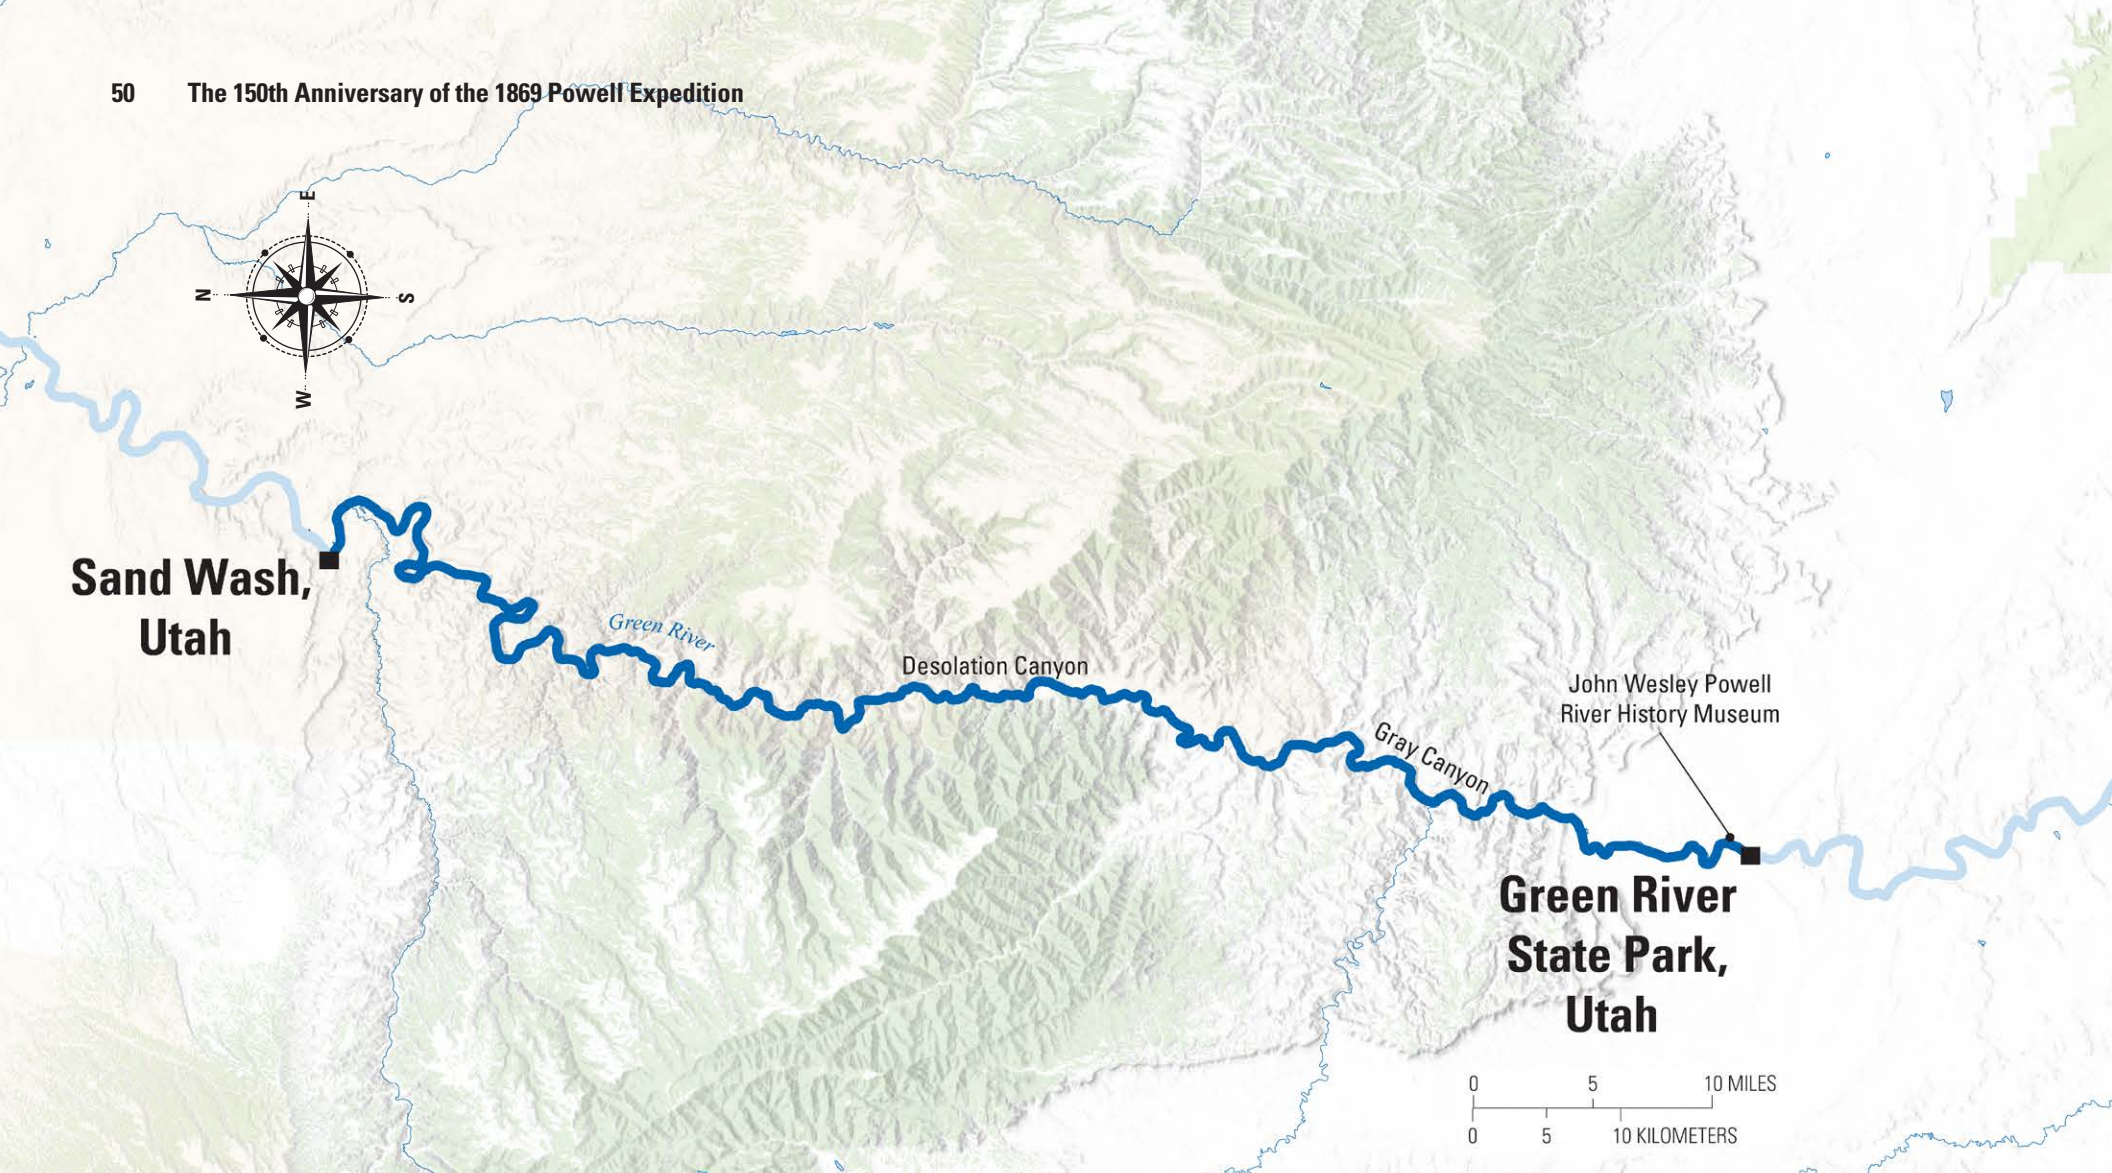 50 The 150th Anniversary of the 1869 Powell Expedition
E
N
S
W
Sand Wash,
Utah
Green River
Desolation Canyon
John Wesley Powell
River History Museum
Gray Canyon
Green River
State Park,
Utah
0 5 10 MILES
0 5 10 KILOMETERS